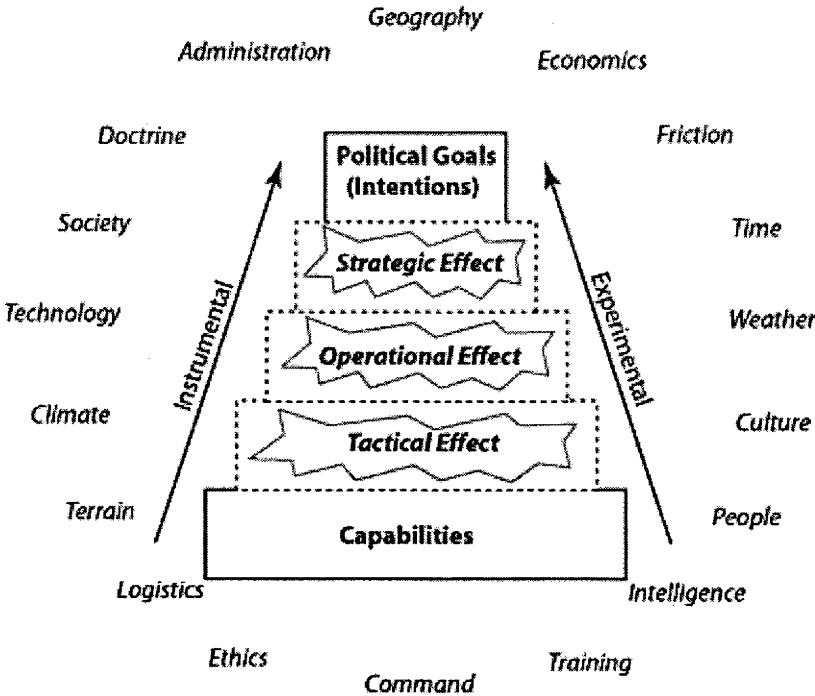 Geography
Administration
Economics
Doctrine
Friction
Political Goals
(Intentions)
Society
Time
Strategic Effect
Technology
Instrumental
Experimental
Weather
Operational Effect
Climate
Culture
Tactical Effect
Terrain
People
Capabilities
Logistics
Intelligence
Ethics
Training
Command